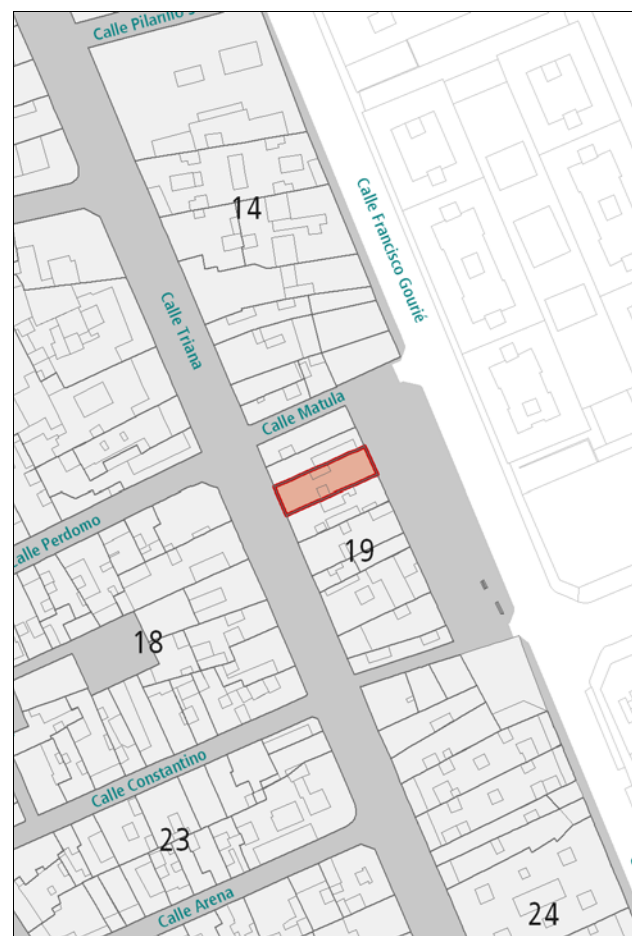 Calle Pilarillo
14
Calle Francisco Gourié
Calle Triana
Calle Matula
Calle Perdomo
19
18
Calle Constantino
23
Calle Arena
24